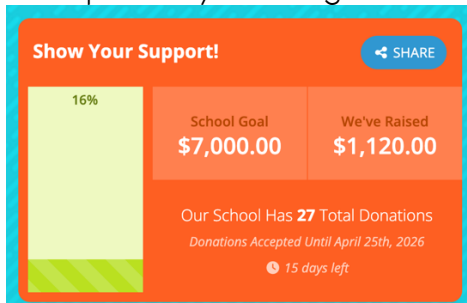 Show Your Support!
SHARE
16%
School Goal
We've Raised
$7,000.00
$1,120.00
Our School Has 27 Total Donations
Donations Accepted Until April 25th, 2026
15 days left